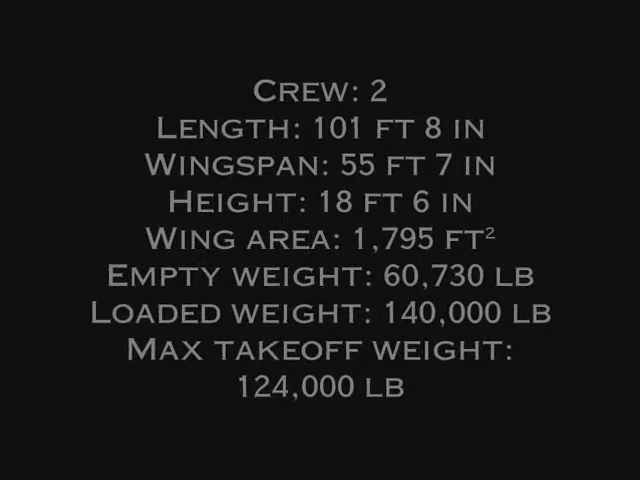 Crew: 2
Length: 101 ft 8 in
Wingspan: 55 ft 7 in
Height: 18 ft 6 in
Wing area: 1,795 ft²
Empty weight: 60,730 lb
Loaded weight: 140,000 lb
Max takeoff weight:
124,000 lb